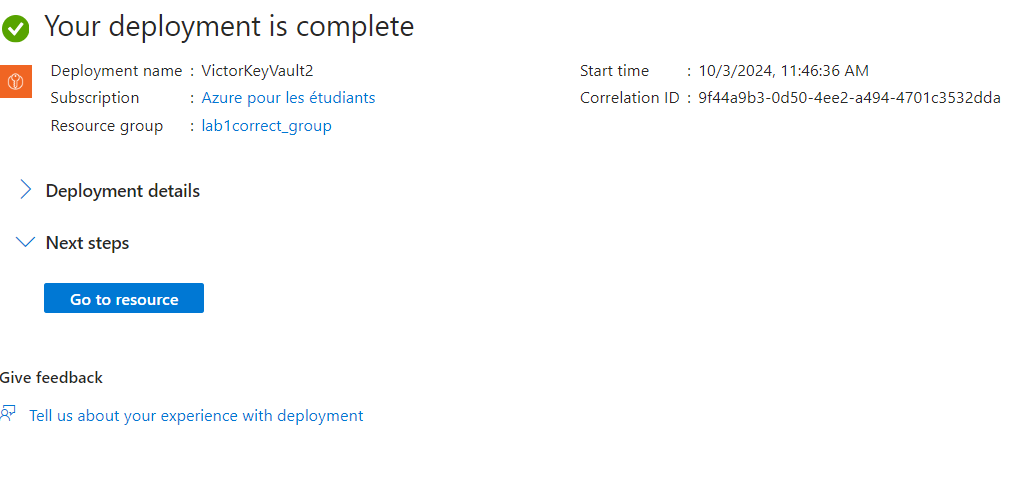 Your deployment is complete
Deployment name : VictorKeyVault2
Subscription : Azure pour les étudiants
Resource group : lab1correct_group
Start time : 10/3/2024, 11:46:36 AM
Correlation ID : 9f44a9b3-0d50-4ee2-a494-4701c3532dda
Deployment details
Next steps
Go to resource
Give feedback
Tell us about your experience with deployment